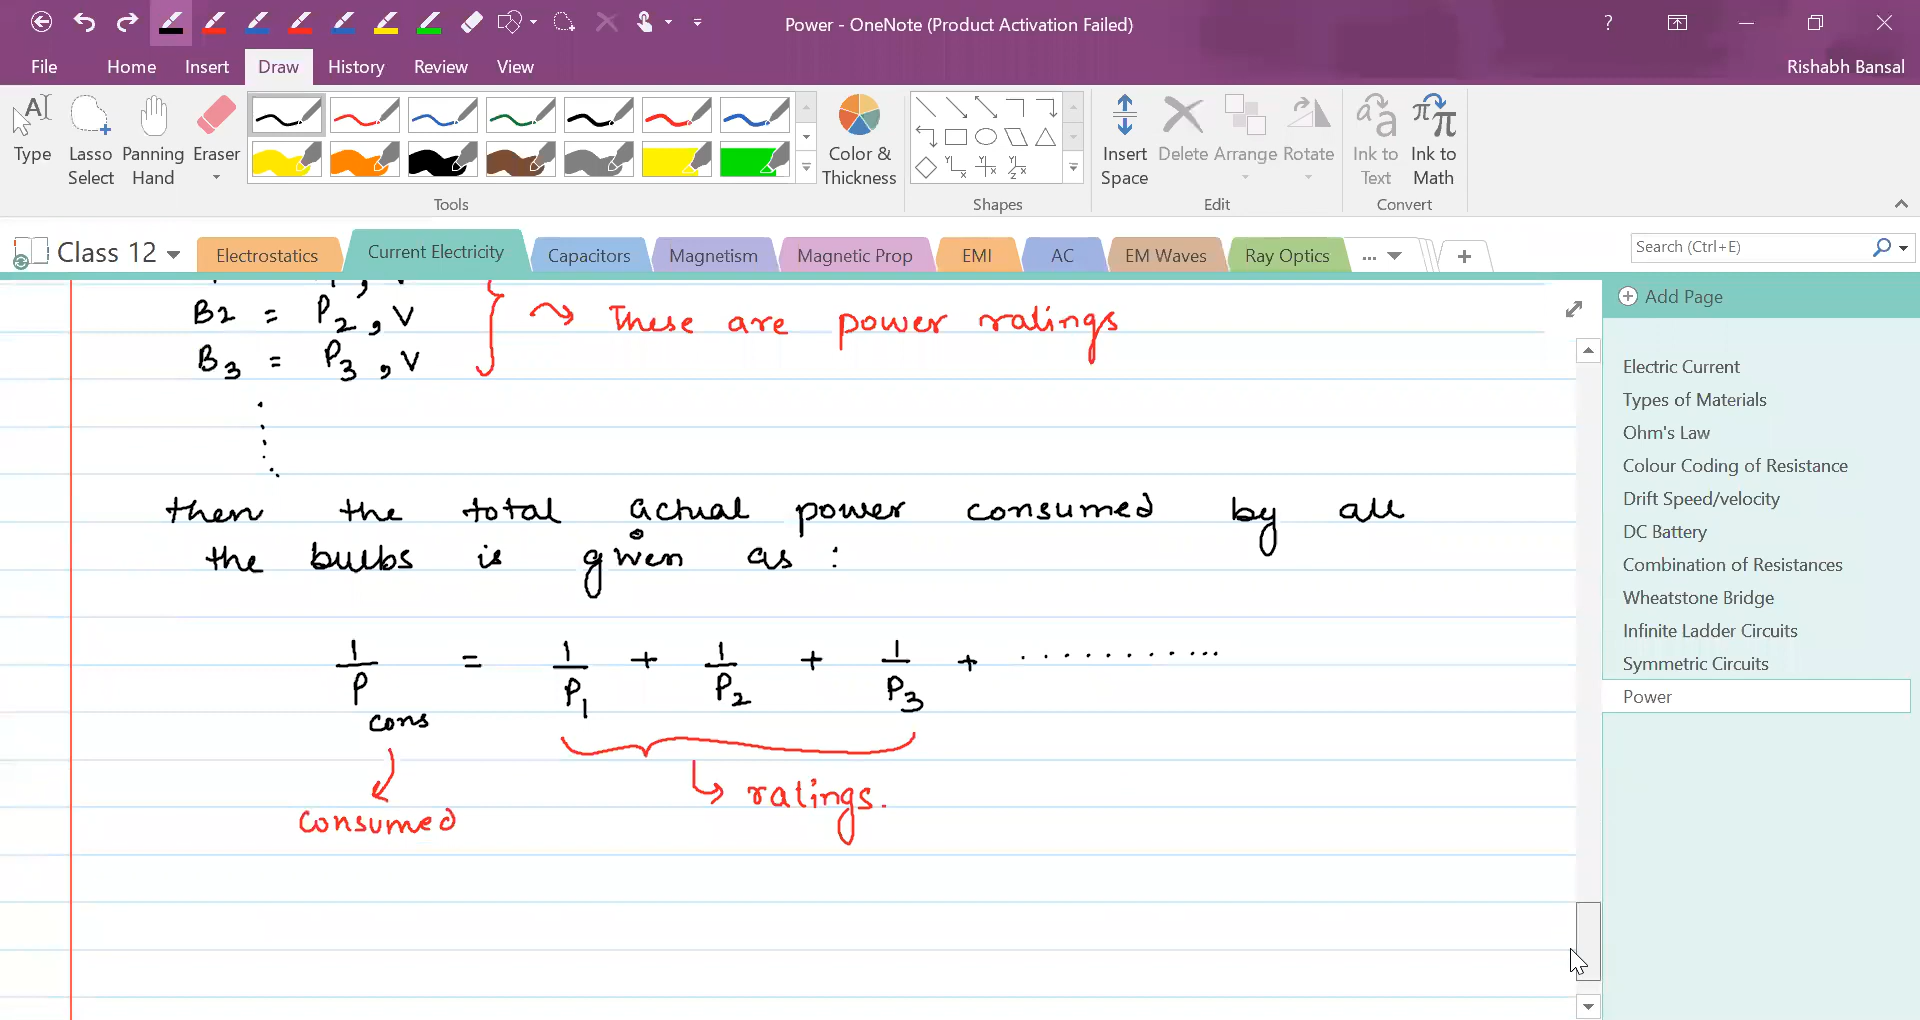 Power - OneNote (Product Activation Failed)
?
File Home Insert Draw History Review View
Rishabh Bansal
Type
Lasso Select
Panning Hand
Eraser
Color & Thickness
Insert Space
Delete
Arrange
Rotate
Ink to Text
Ink to Math
Tools
Shapes
Edit
Convert
Class 12
Electrostatics Current Electricity Capacitors Magnetism Magnetic Prop EMI AC EM Waves Ray Optics ...
Search (Ctrl+E)
B2 = P2, V
B3 = P3, V
These are power ratings
then the total actual power consumed by all
the bulbs is given as :
1/Pcons = 1/P1 + 1/P2 + 1/P3 + ............
consumed
ratings.
Add Page
Electric Current
Types of Materials
Ohm's Law
Colour Coding of Resistance
Drift Speed/velocity
DC Battery
Combination of Resistances
Wheatstone Bridge
Infinite Ladder Circuits
Symmetric Circuits
Power